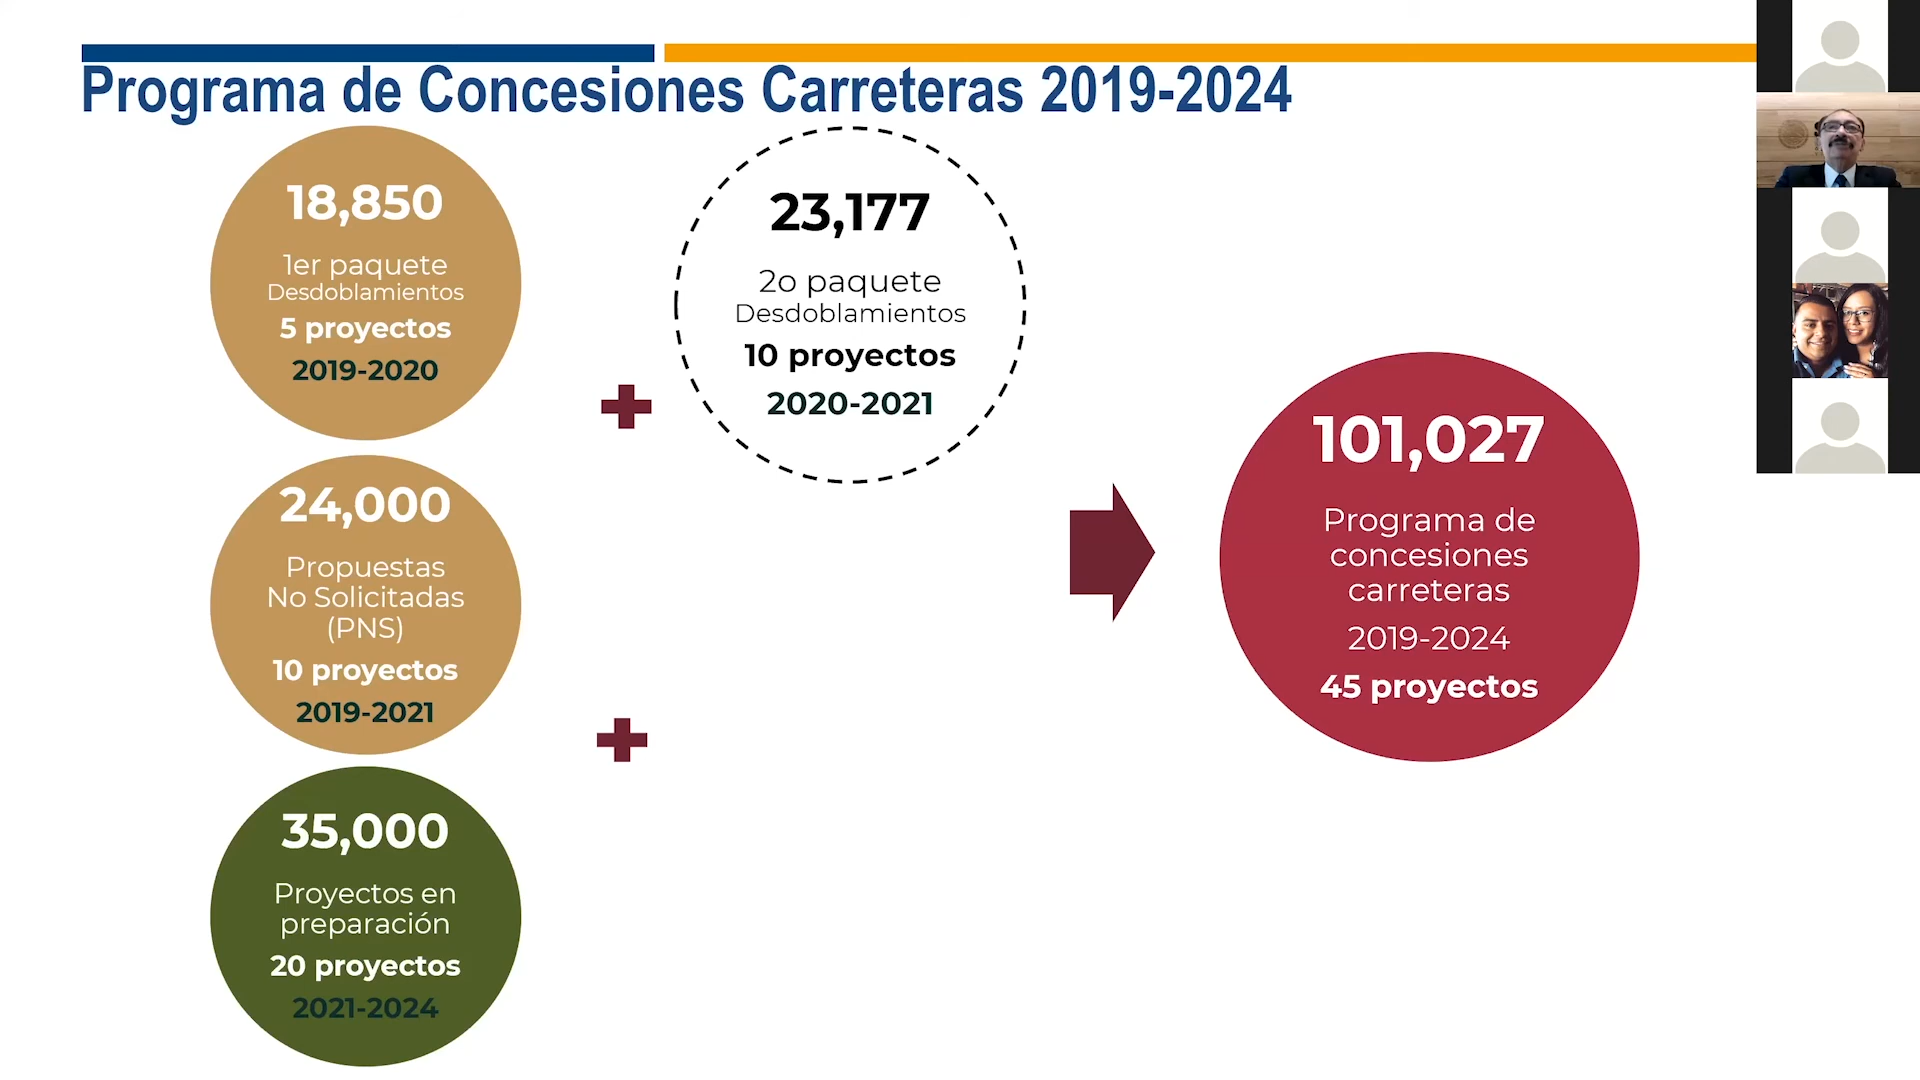 Programa de Concesiones Carreteras 2019-2024
18,850
1er paquete
Desdoblamientos
5 proyectos
2019-2020
23,177
2o paquete
Desdoblamientos
10 proyectos
2020-2021
24,000
Propuestas
No Solicitadas
(PNS)
10 proyectos
2019-2021
35,000
Proyectos en
preparación
20 proyectos
2021-2024
101,027
Programa de
concesiones
carreteras
2019-2024
45 proyectos